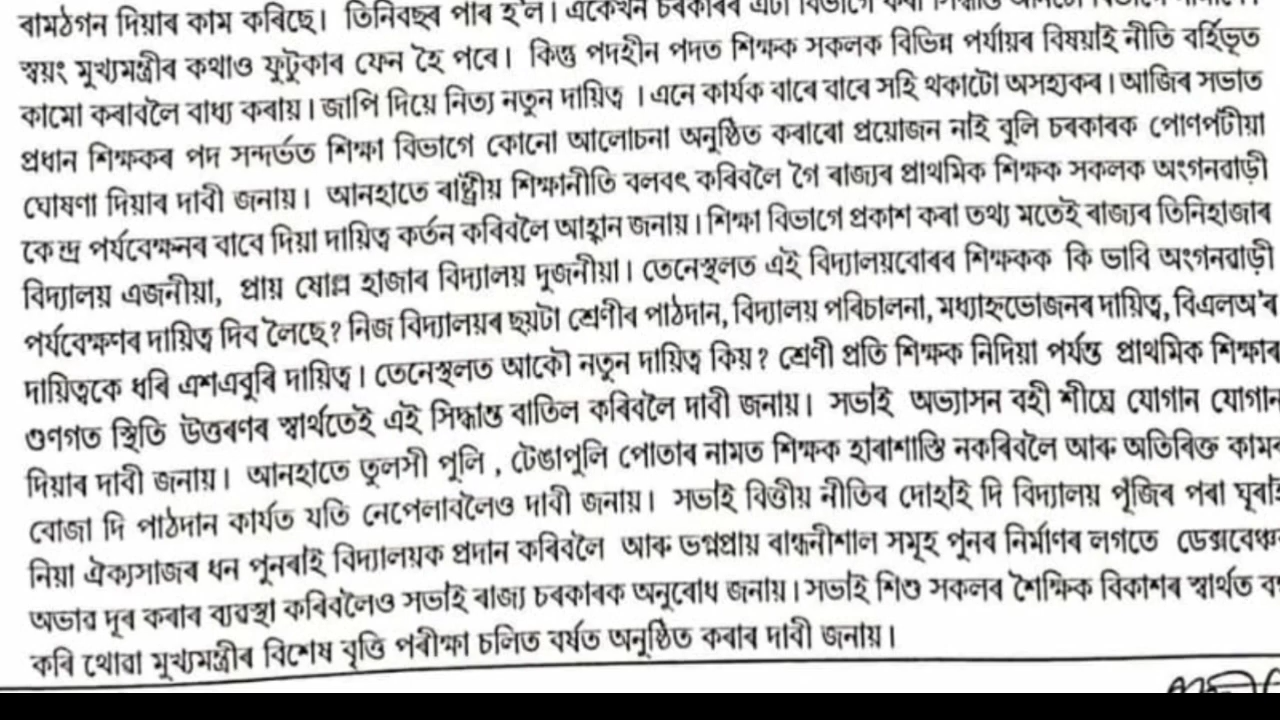 বামঠগন দিয়াৰ কাম কৰিছে। তিনিবছৰ পাৰ হ'ল। একেখন চৰকাৰৰ এটা বিভাগে কৰা সিদ্ধান্ত আনটো বিভাগে
স্বয়ং মুখ্যমন্ত্ৰীৰ কথাও ফুটুকাৰ ফেন হৈ পৰে। কিন্তু পদহীন পদত শিক্ষক সকলক বিভিন্ন পৰ্যায়ৰ বিষয়াই নীতি বৰ্হিভূত
কামো কৰাবলৈ বাধ্য কৰায়। জাপি দিয়ে নিত্য নতুন দায়িত্ব । এনে কাৰ্যক বাৰে বাৰে সহি থকাটো অসহ্যকৰ। আজিৰ সভাত
প্ৰধান শিক্ষকৰ পদ সন্দৰ্ভত শিক্ষা বিভাগে কোনো আলোচনা অনুষ্ঠিত কৰাৰো প্ৰয়োজন নাই বুলি চৰকাৰক পোণপটীয়া
ঘোষণা দিয়াৰ দাবী জনায়। আনহাতে ৰাষ্ট্ৰীয় শিক্ষানীতি বলবৎ কৰিবলৈ গৈ ৰাজ্যৰ প্ৰাথমিক শিক্ষক সকলক অংগনৱাড়ী
কেন্দ্ৰ পৰ্যবেক্ষনৰ বাবে দিয়া দায়িত্ব কৰ্তন কৰিবলৈ আহ্বান জনায়। শিক্ষা বিভাগে প্ৰকাশ কৰা তথ্য মতেই ৰাজ্যৰ তিনিহাজাৰ
বিদ্যালয় এজনীয়া, প্ৰায় ষোল্ল হাজাৰ বিদ্যালয় দুজনীয়া। তেনেস্থলত এই বিদ্যালয়বোৰৰ শিক্ষকক কি ভাবি অংগনৱাড়ী
পৰ্যবেক্ষণৰ দায়িত্ব দিব লৈছে? নিজ বিদ্যালয়ৰ ছয়টা শ্ৰেণীৰ পাঠদান, বিদ্যালয় পৰিচালনা, মধ্যাহ্নভোজনৰ দায়িত্ব, বিএলঅ'ৰ
দায়িত্বকে ধৰি এশএবুৰি দায়িত্ব। তেনেস্থলত আকৌ নতুন দায়িত্ব কিয়? শ্ৰেণী প্ৰতি শিক্ষক নিদিয়া পৰ্যন্ত প্ৰাথমিক শিক্ষাৰ
গুণগত স্থিতি উত্তৰণৰ স্বাৰ্থতেই এই সিদ্ধান্ত বাতিল কৰিবলৈ দাবী জনায়। সভাই অভ্যাসন বহী শীঘ্ৰে যোগান যোগান
দিয়াৰ দাবী জনায়। আনহাতে তুলসী পুলি , টেঙাপুলি পোতাৰ নামত শিক্ষক হাৰাশাস্তি নকৰিবলৈ আৰু অতিৰিক্ত কামৰ
বোজা দি পাঠদান কাৰ্যত যতি নেপেলাবলৈও দাবী জনায়। সভাই বিত্তীয় নীতিৰ দোহাই দি বিদ্যালয় পূঁজিৰ পৰা ঘূৰাই
নিয়া ঐক্যসাজৰ ধন পুনৰাই বিদ্যালয়ক প্ৰদান কৰিবলৈ আৰু ভগ্নপ্ৰায় ৰান্ধনীশাল সমূহ পুনৰ নিৰ্মাণৰ লগতে ডেক্সবেঞ্চৰ
অভাৱ দূৰ কৰাৰ ব্যৱস্থা কৰিবলৈও সভাই ৰাজ্য চৰকাৰক অনুৰোধ জনায়। সভাই শিশু সকলৰ শৈক্ষিক বিকাশৰ স্বাৰ্থত
কৰি থোৱা মুখ্যমন্ত্ৰীৰ বিশেষ বৃত্তি পৰীক্ষা চলিত বৰ্ষত অনুষ্ঠিত কৰাৰ দাবী জনায়।